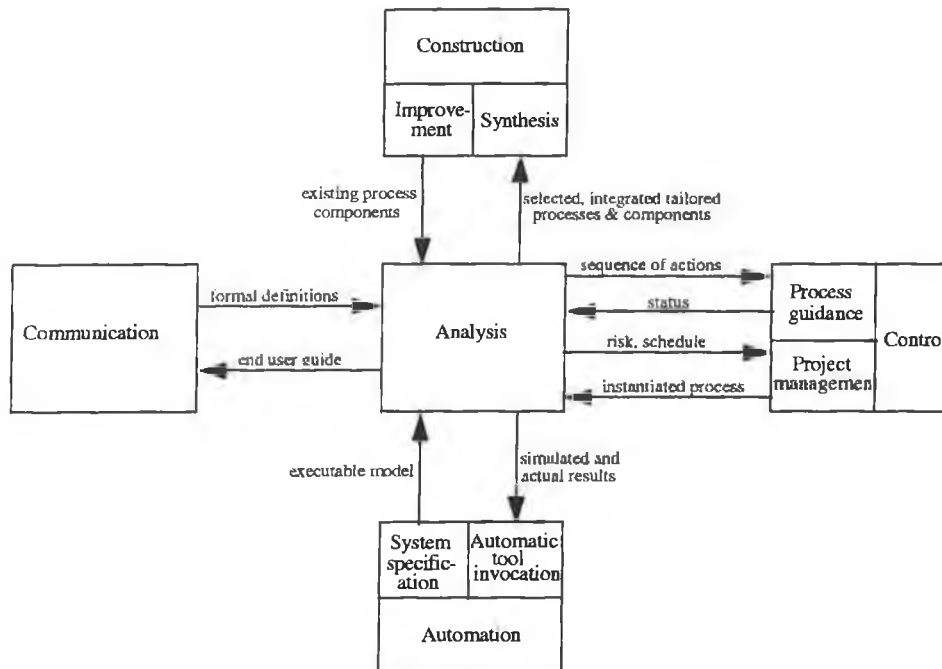 Construction
Improve-
ment
Synthesis
existing process
components
selected, integrated tailored
processes & components
Communication
formal definitions
end user guide
Analysis
sequence of actions
status
risk, schedule
instantiated process
Process
guidance
Project
managemen
Contro
executable model
simulated and
actual results
System
specific-
ation
Automatic
tool
invocation
Automation